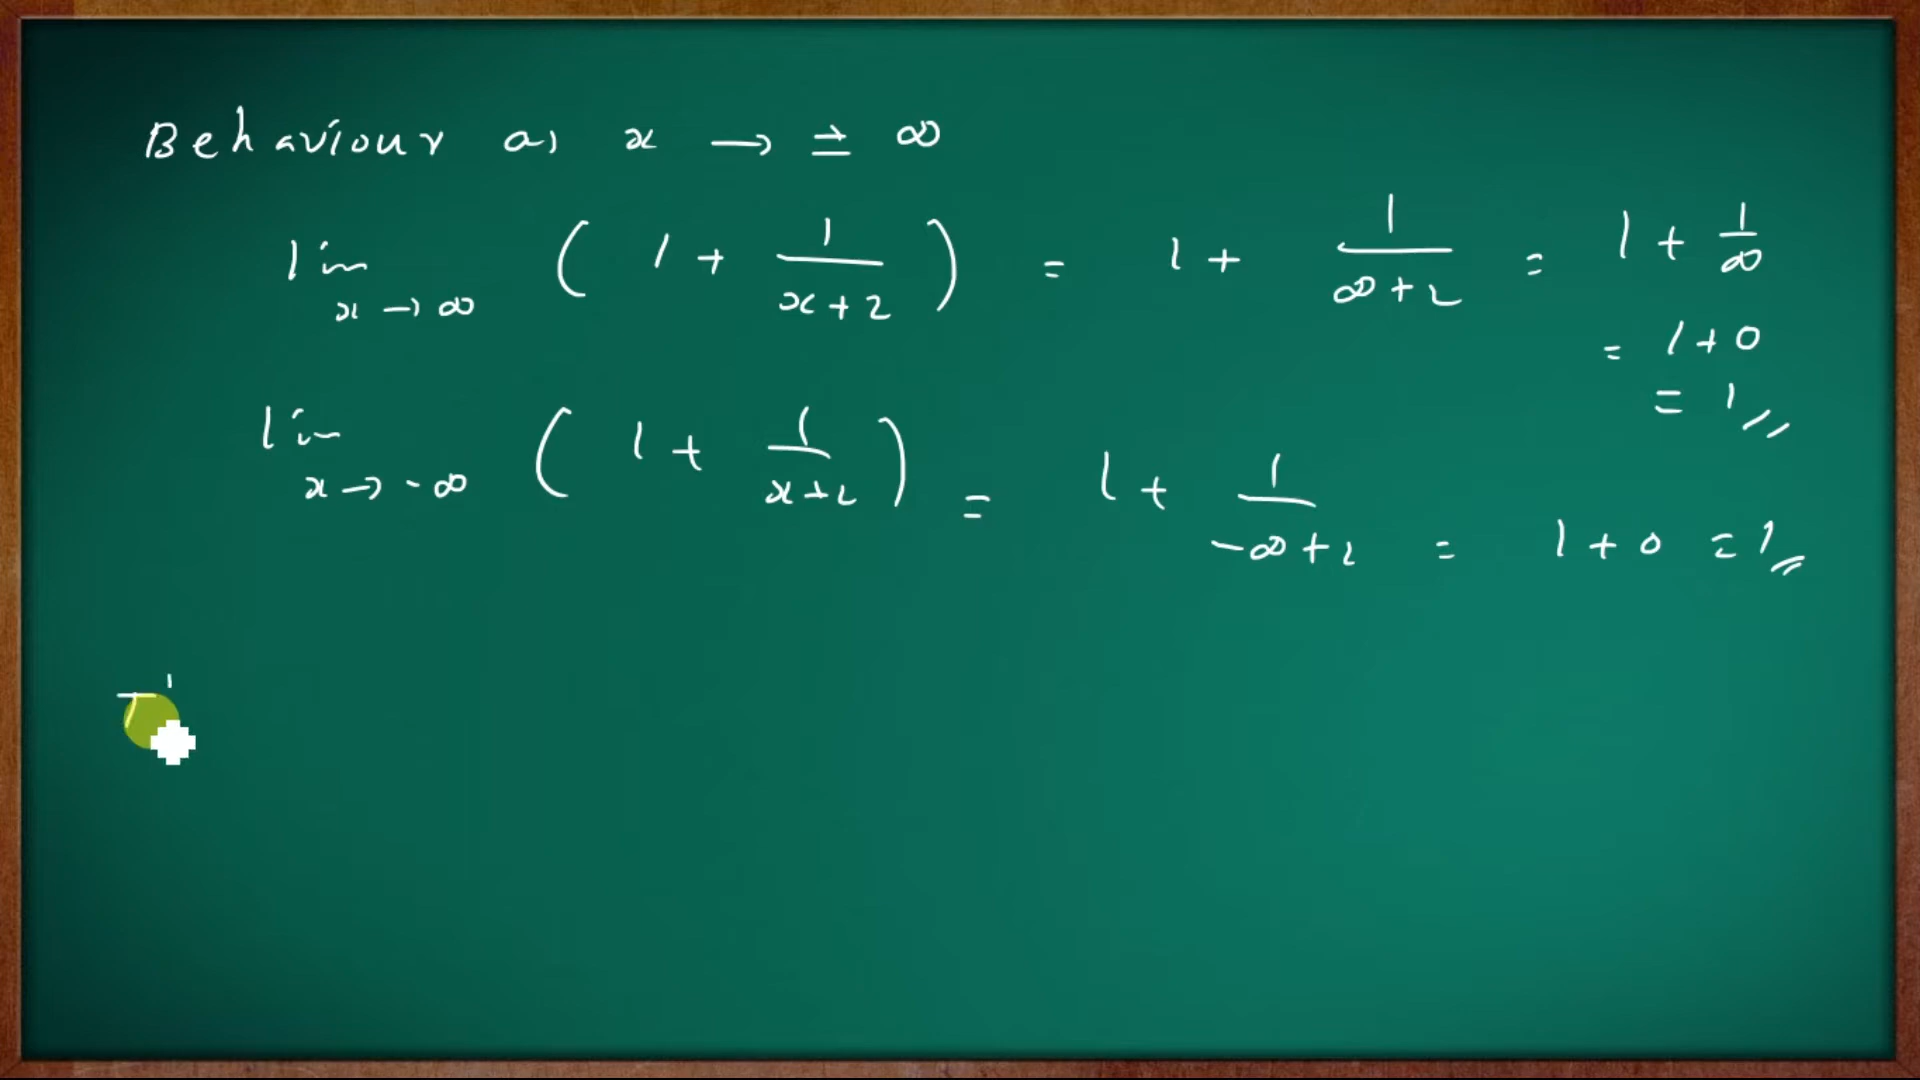 Behaviour as x → ± ∞
lim x → ∞ ( 1 + 1/(x+2) ) = 1 + 1/(∞+2) = 1 + 1/∞
= 1 + 0
= 1 //
lim x → -∞ ( 1 + 1/(x+2) ) = 1 + 1/(-∞+2) = 1 + 0 = 1 //